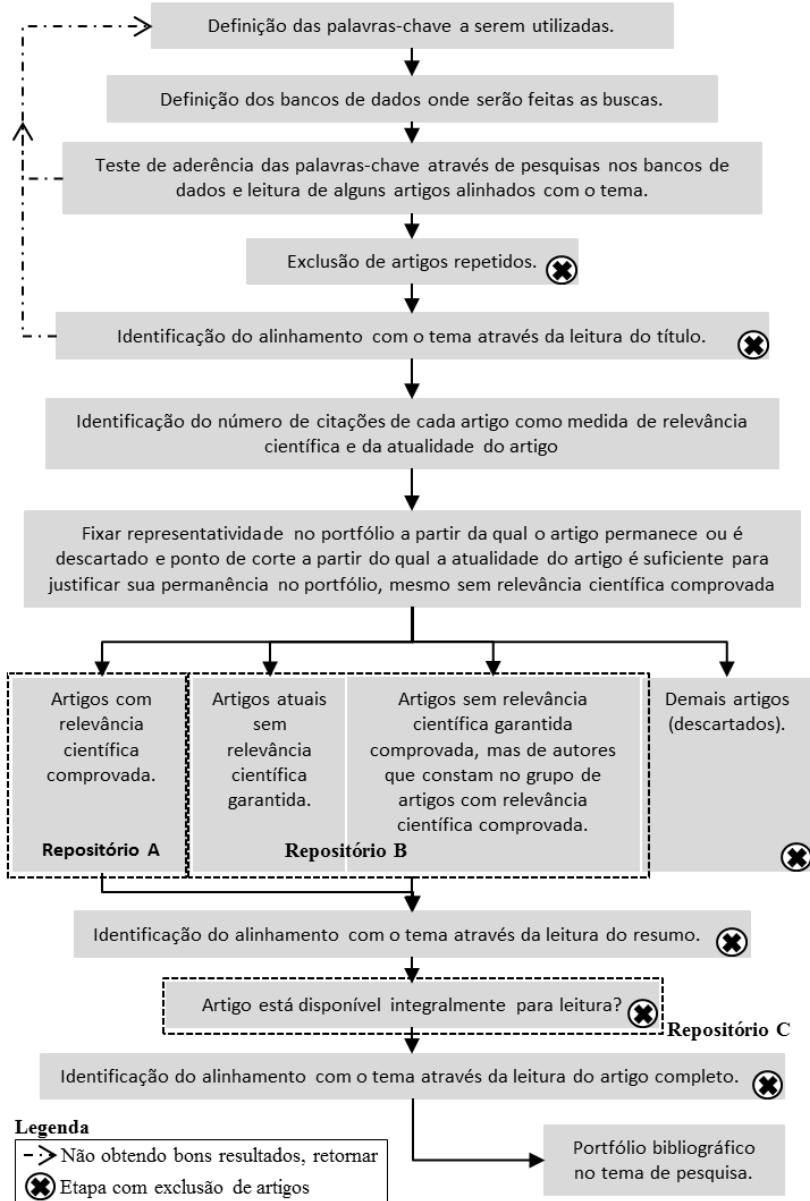 Definição das palavras-chave a serem utilizadas.
Definição dos bancos de dados onde serão feitas as buscas.
Teste de aderência das palavras-chave através de pesquisas nos bancos de
dados e leitura de alguns artigos alinhados com o tema.
Exclusão de artigos repetidos.
Identificação do alinhamento com o tema através da leitura do título.
Identificação do número de citações de cada artigo como medida de relevância
científica e da atualidade do artigo
Fixar representatividade no portfólio a partir da qual o artigo permanece ou é
descartado e ponto de corte a partir do qual a atualidade do artigo é suficiente para
justificar sua permanência no portfólio, mesmo sem relevância científica comprovada
Artigos com
relevância
científica
comprovada.
Repositório A
Artigos atuais
sem
relevância
científica
garantida.
Artigos sem relevância
científica garantida
comprovada, mas de autores
que constam no grupo de
artigos com relevância
científica comprovada.
Repositório B
Demais artigos
(descartados).
Identificação do alinhamento com o tema através da leitura do resumo.
Artigo está disponível integralmente para leitura?
Repositório C
Identificação do alinhamento com o tema através da leitura do artigo completo.
Portfólio bibliográfico
no tema de pesquisa.
Legenda
Não obtendo bons resultados, retornar
Etapa com exclusão de artigos